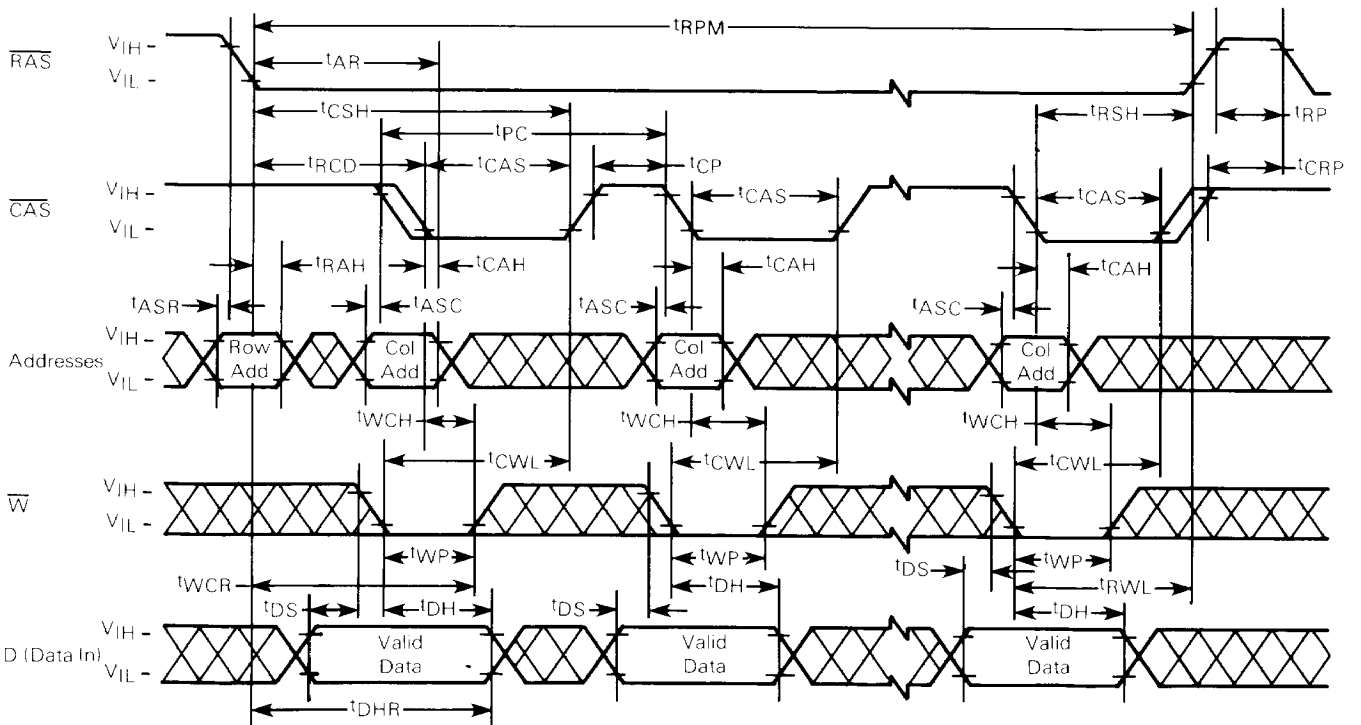 tRPM
RAS VIH
VIL
tAR
tCSH
tRSH
tRP
tPC
tRCD
tCAS
tCP
tCRP
CAS VIH
VIL
tCAS
tCAS
tRAH
tCAH
tCAH
tCAH
tASR
tASC
tASC
tASC
Addresses VIH
VIL
Row Add
Col Add
Col Add
Col Add
tWCH
tWCH
tWCH
tCWL
tCWL
tCWL
W VIH
VIL
tWP
tWP
tWP
tWCR
tDS
tRWL
tDS
tDH
tDS
tDH
tDH
D (Data In) VIH
VIL
Valid Data
Valid Data
Valid Data
tDHR